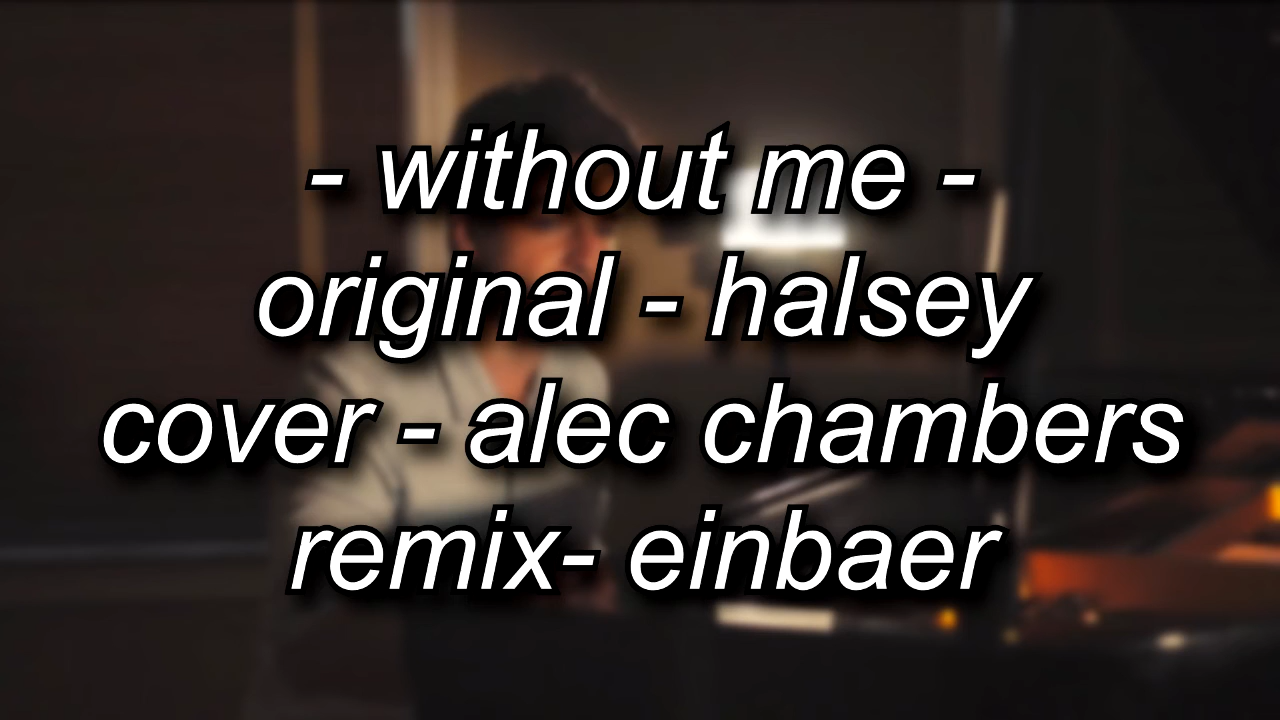 - without me -
original - halsey
cover - alec chambers
remix- einbaer